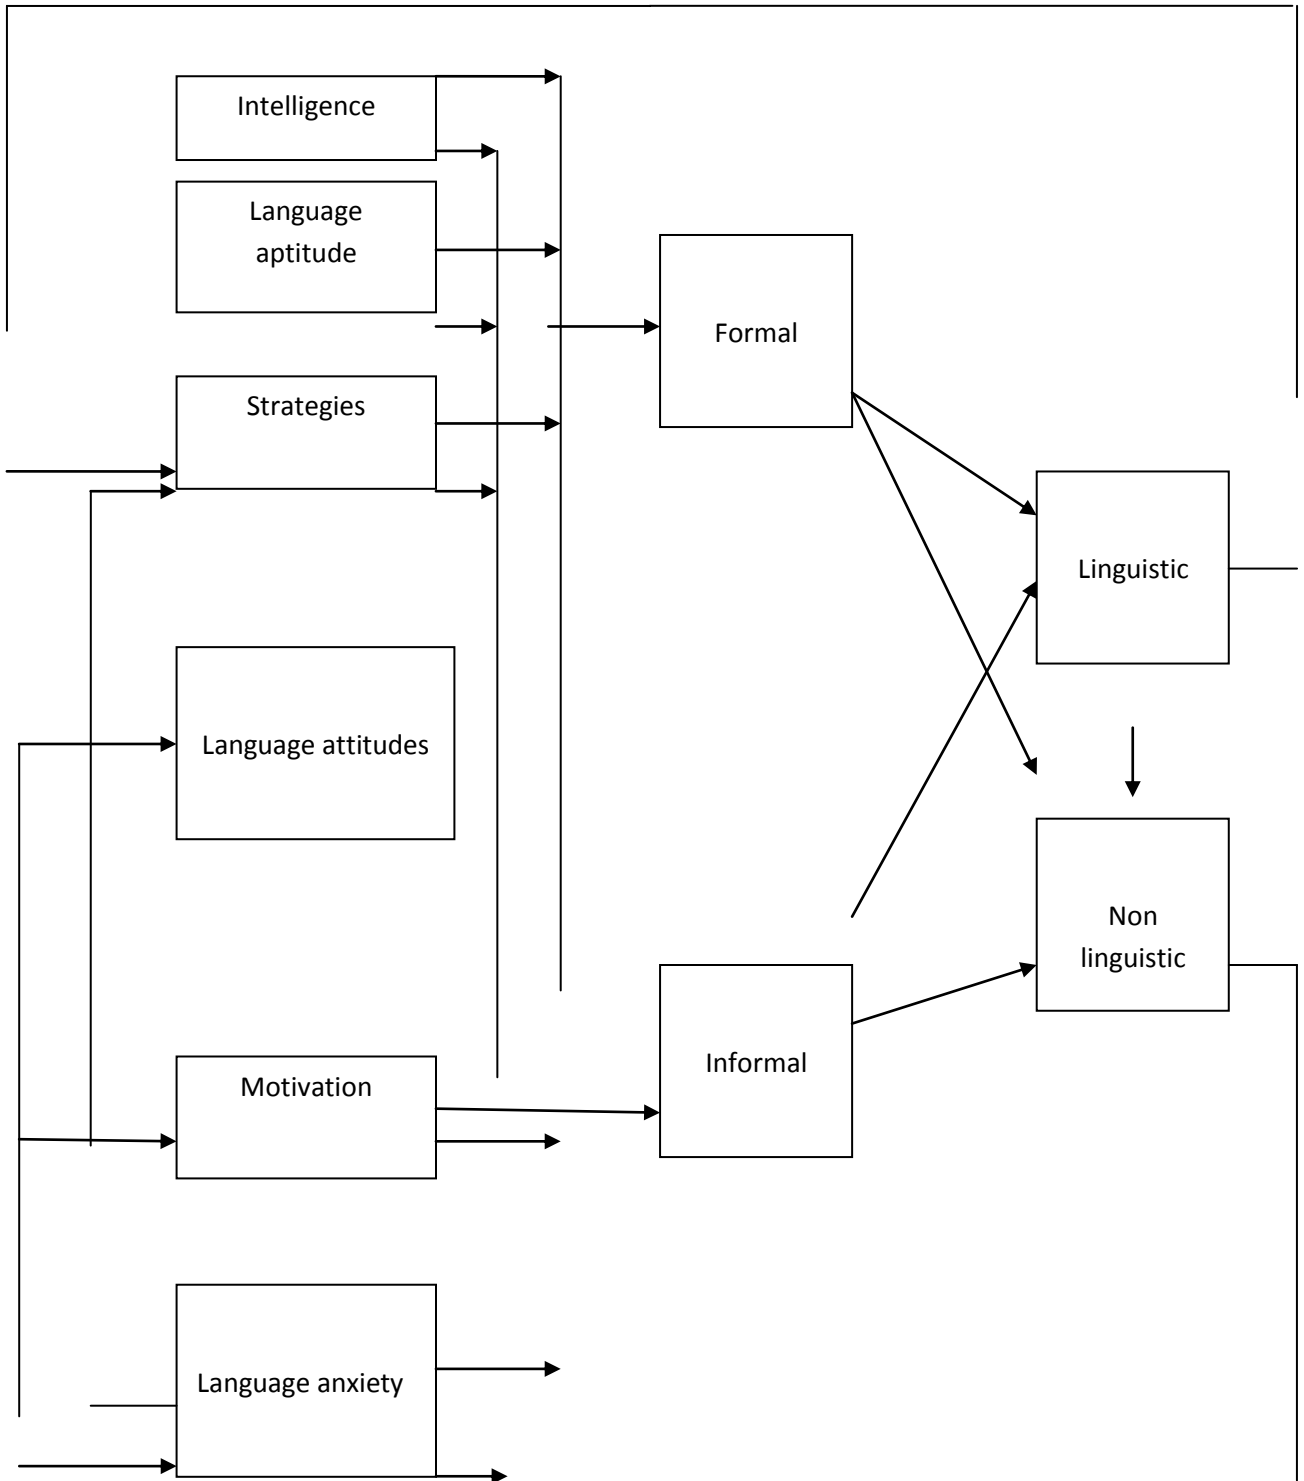 Intelligence
Language
aptitude
Formal
Strategies
Linguistic
Language attitudes
Non
linguistic
Informal
Motivation
Language anxiety